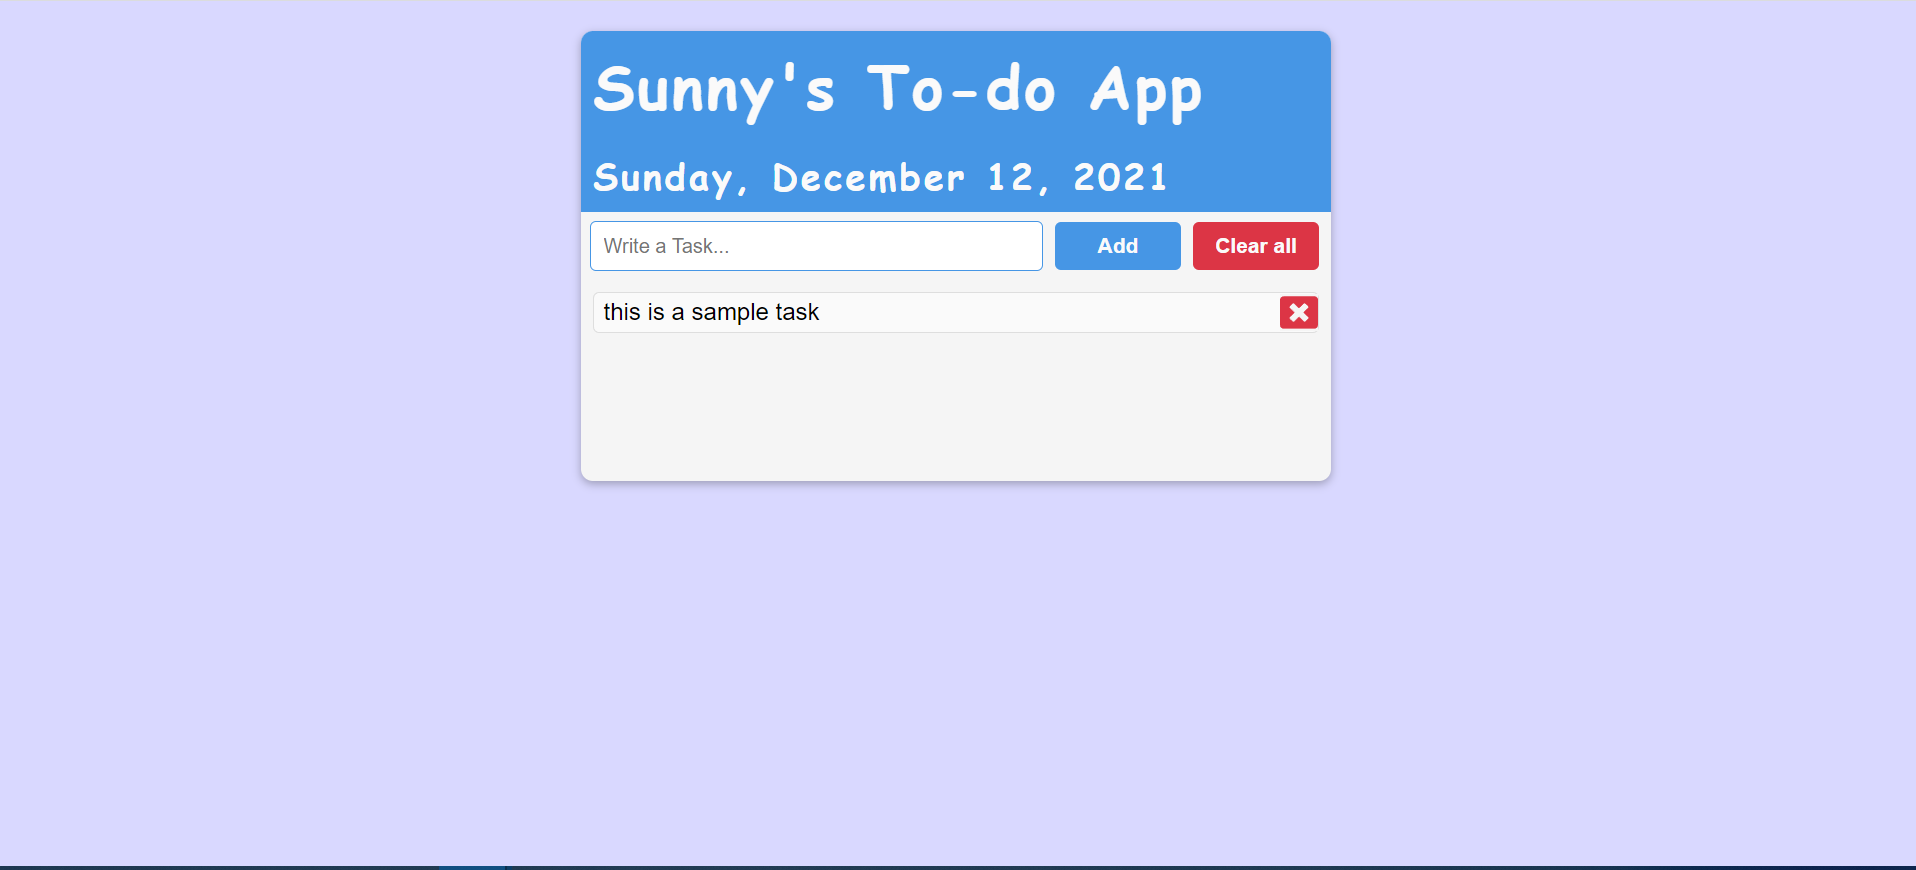 Sunny's To-do App
Sunday, December 12, 2021
Write a Task... Add Clear all
this is a sample task